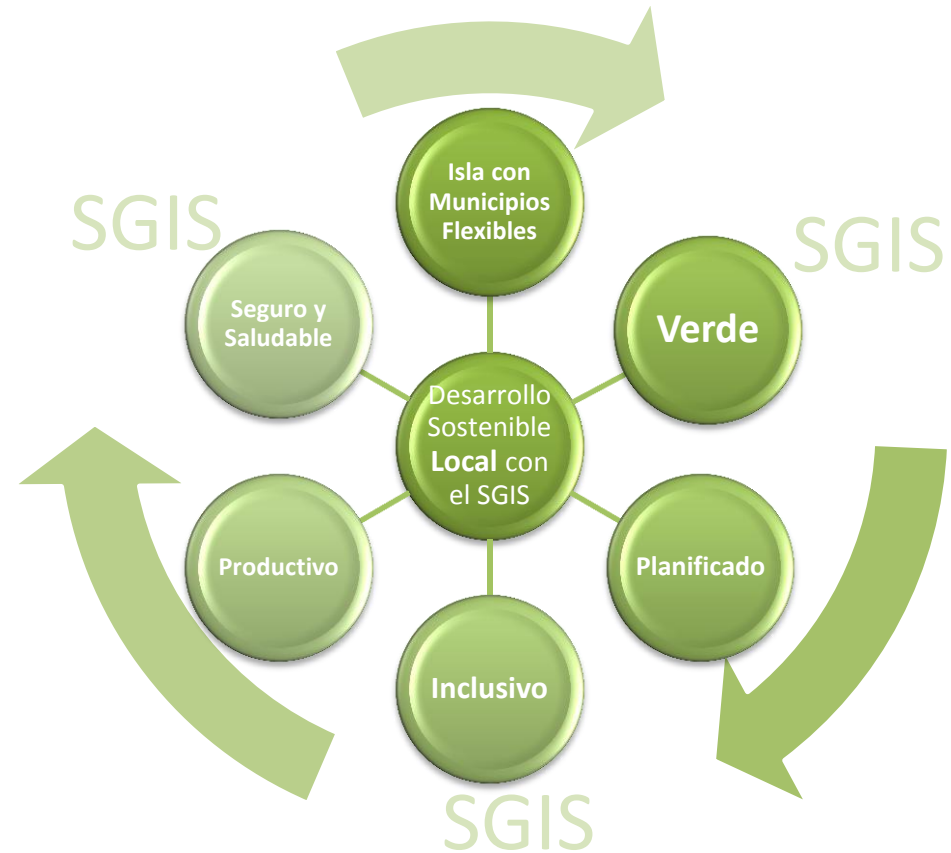 Isla con
Municipios
Flexibles
SGIS
SGIS
Seguro y
Saludable
Verde
Desarrollo
Sostenible
Local con
el SGIS
Productivo
Planificado
Inclusivo
SGIS